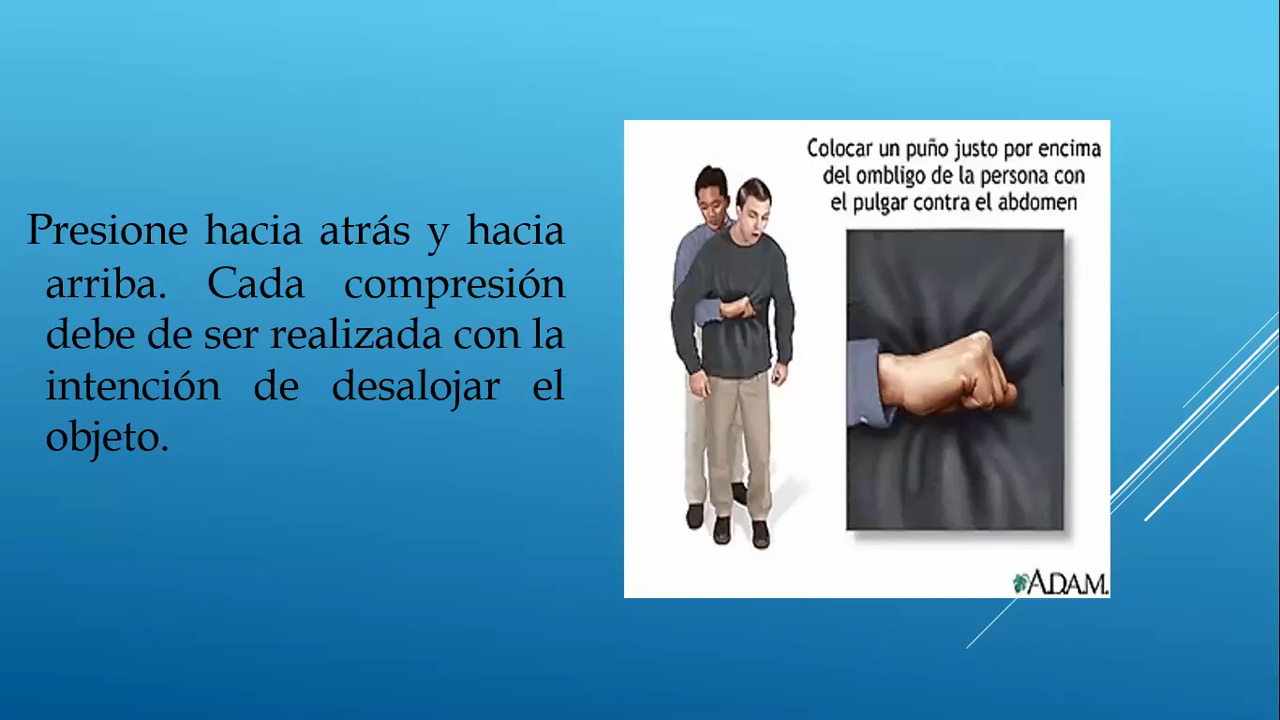 Presione hacia atrás y hacia
arriba. Cada compresión
debe de ser realizada con la
intención de desalojar el
objeto.
Colocar un puño justo por encima
del ombligo de la persona con
el pulgar contra el abdomen
A.D.A.M.